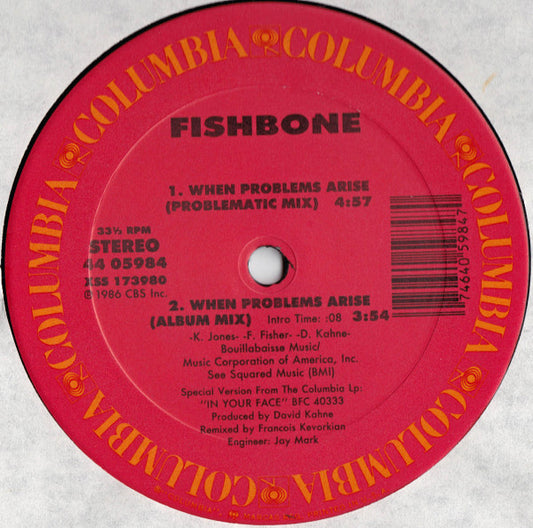 COLUMBIA COLUMBIA COLUMBIA COLUMBIA COLUMBIA COLUMBIA COLUMBIA COLUMBIA
FISHBONE
1. WHEN PROBLEMS ARISE
(PROBLEMATIC MIX) 4:57
33⅓ RPM
STEREO
44 05984
XSS 173980
℗ 1986 CBS Inc.
74640 59847
2. WHEN PROBLEMS ARISE
(ALBUM MIX) Intro Time: :08 3:54
-K. Jones- -F. Fisher- -D. Kahne-
Bouillabaisse Music/
Music Corporation of America, Inc.
See Squared Music (BMI)
Special Version From The Columbia Lp:
"IN YOUR FACE" BFC 40333
Produced by David Kahne
Remixed by Francois Kevorkian
Engineer: Jay Mark